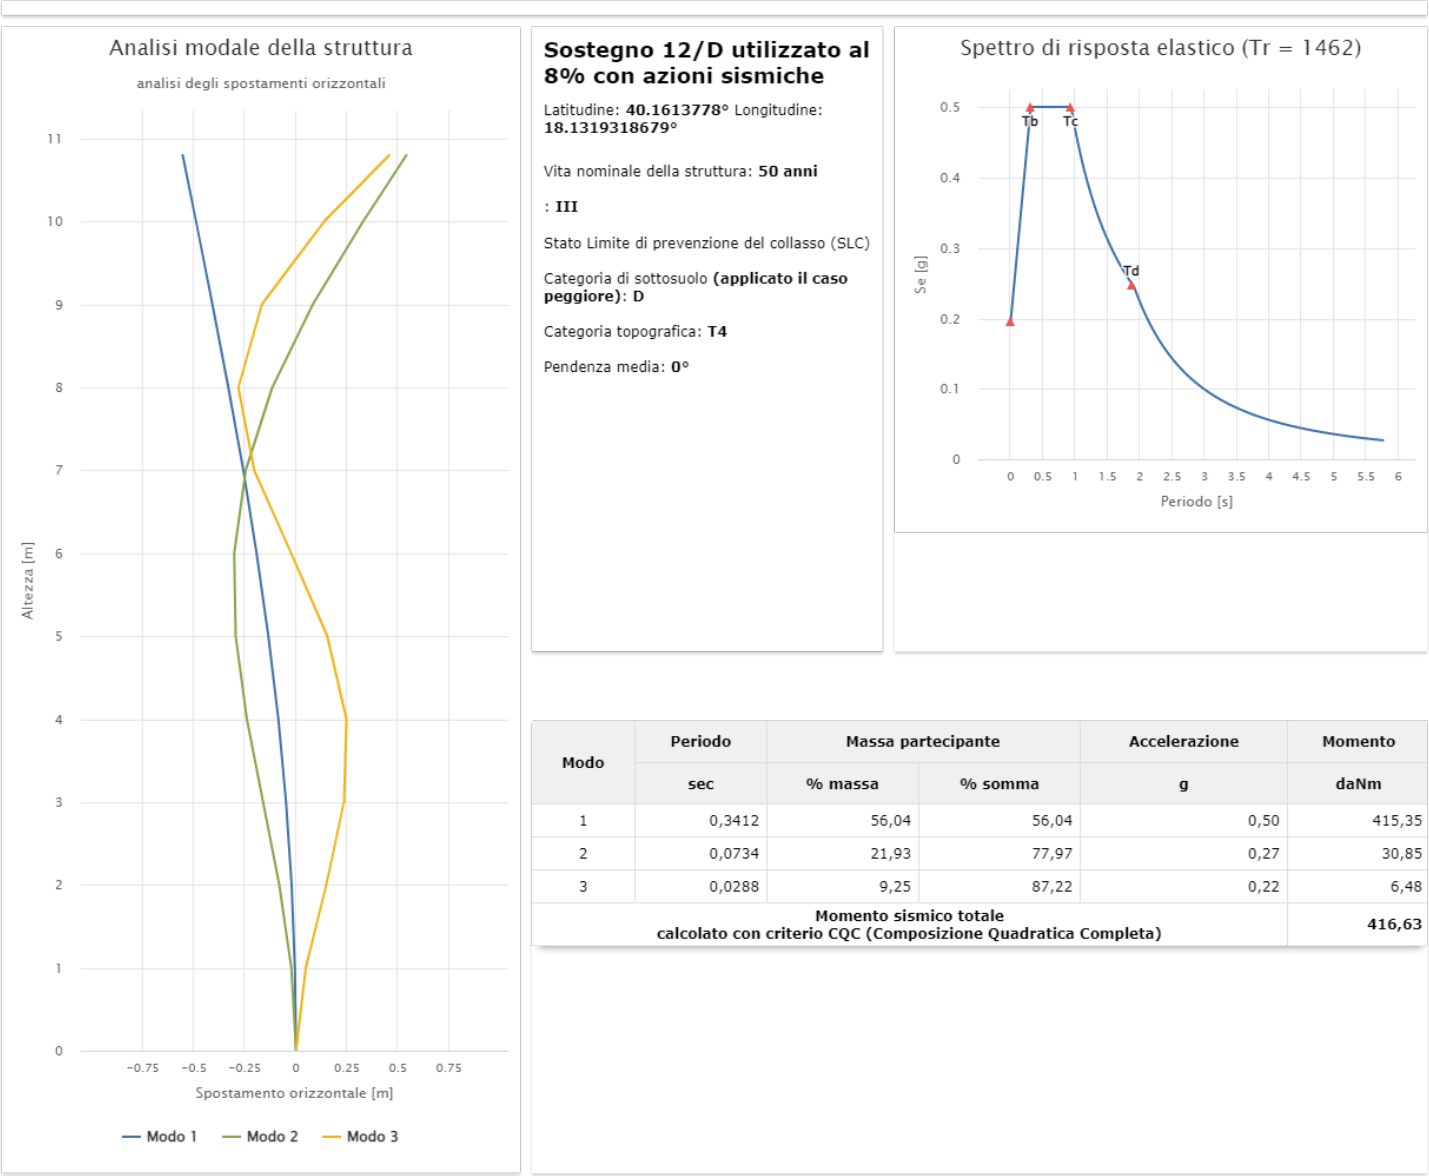 Analisi modale della struttura
analisi degli spostamenti orizzontali
11
10
9
8
7
6
5
4
3
2
1
0
Altezza [m]
-0.75 -0.5 -0.25 0 0.25 0.5 0.75
Spostamento orizzontale [m]
Modo 1 Modo 2 Modo 3
Sostegno 12/D utilizzato al
8% con azioni sismiche
Latitudine: 40.1613778° Longitudine:
18.1319318679°
Vita nominale della struttura: 50 anni
: III
Stato Limite di prevenzione del collasso (SLC)
Categoria di sottosuolo (applicato il caso
peggiore): D
Categoria topografica: T4
Pendenza media: 0°
Spettro di risposta elastico (Tr = 1462)
0.5
0.4
0.3
0.2
0.1
0
Se [g]
Tb Tc
Td
0 0.5 1 1.5 2 2.5 3 3.5 4 4.5 5 5.5 6
Periodo [s]
Modo Periodo Massa partecipante Accelerazione Momento
sec % massa % somma g daNm
1 0,3412 56,04 56,04 0,50 415,35
2 0,0734 21,93 77,97 0,27 30,85
3 0,0288 9,25 87,22 0,22 6,48
Momento sismico totale
calcolato con criterio CQC (Composizione Quadratica Completa) 416,63